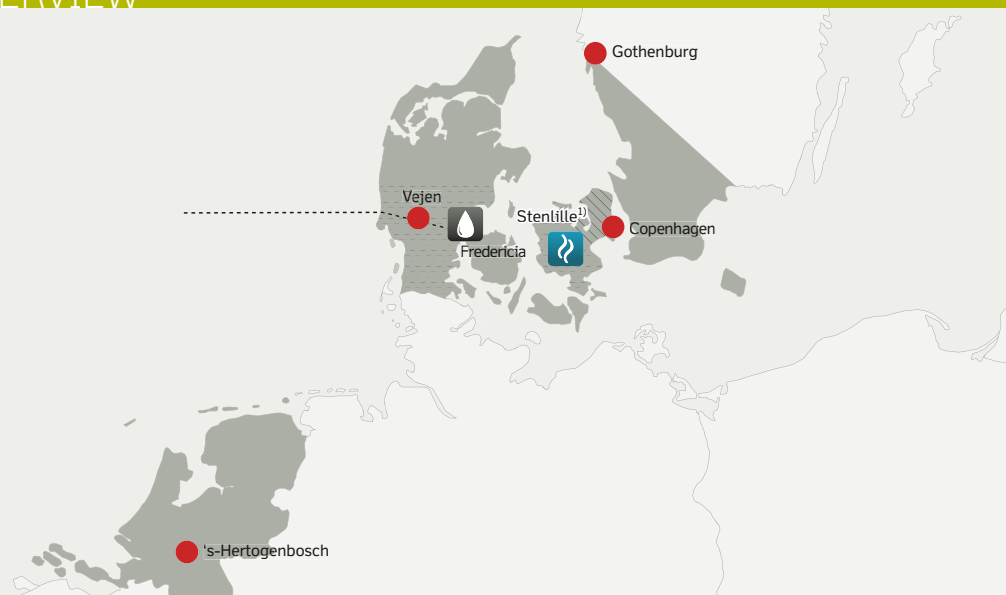 Gothenburg
Vejen
Stenlille¹⁾
Copenhagen
Fredericia
's-Hertogenbosch